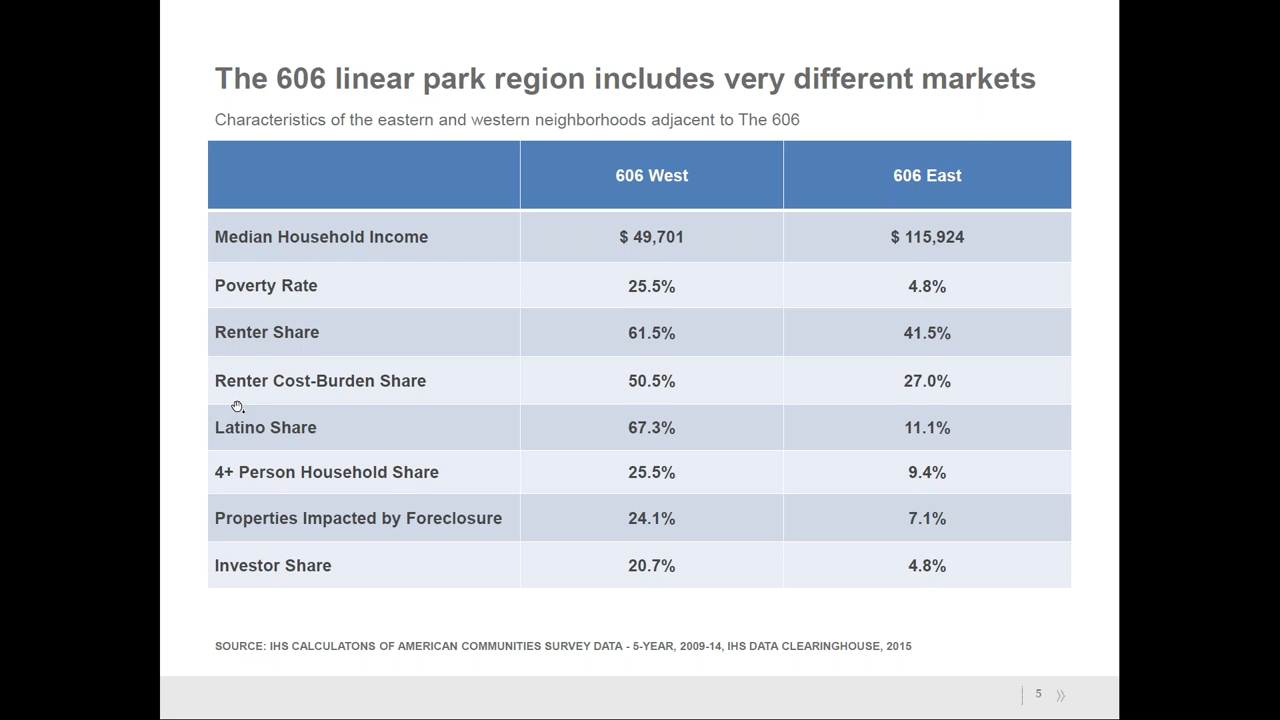 The 606 linear park region includes very different markets
Characteristics of the eastern and western neighborhoods adjacent to The 606
606 West 606 East
Median Household Income $ 49,701 $ 115,924
Poverty Rate 25.5% 4.8%
Renter Share 61.5% 41.5%
Renter Cost-Burden Share 50.5% 27.0%
Latino Share 67.3% 11.1%
4+ Person Household Share 25.5% 9.4%
Properties Impacted by Foreclosure 24.1% 7.1%
Investor Share 20.7% 4.8%
SOURCE: IHS CALCULATONS OF AMERICAN COMMUNITIES SURVEY DATA - 5-YEAR, 2009-14, IHS DATA CLEARINGHOUSE, 2015
5